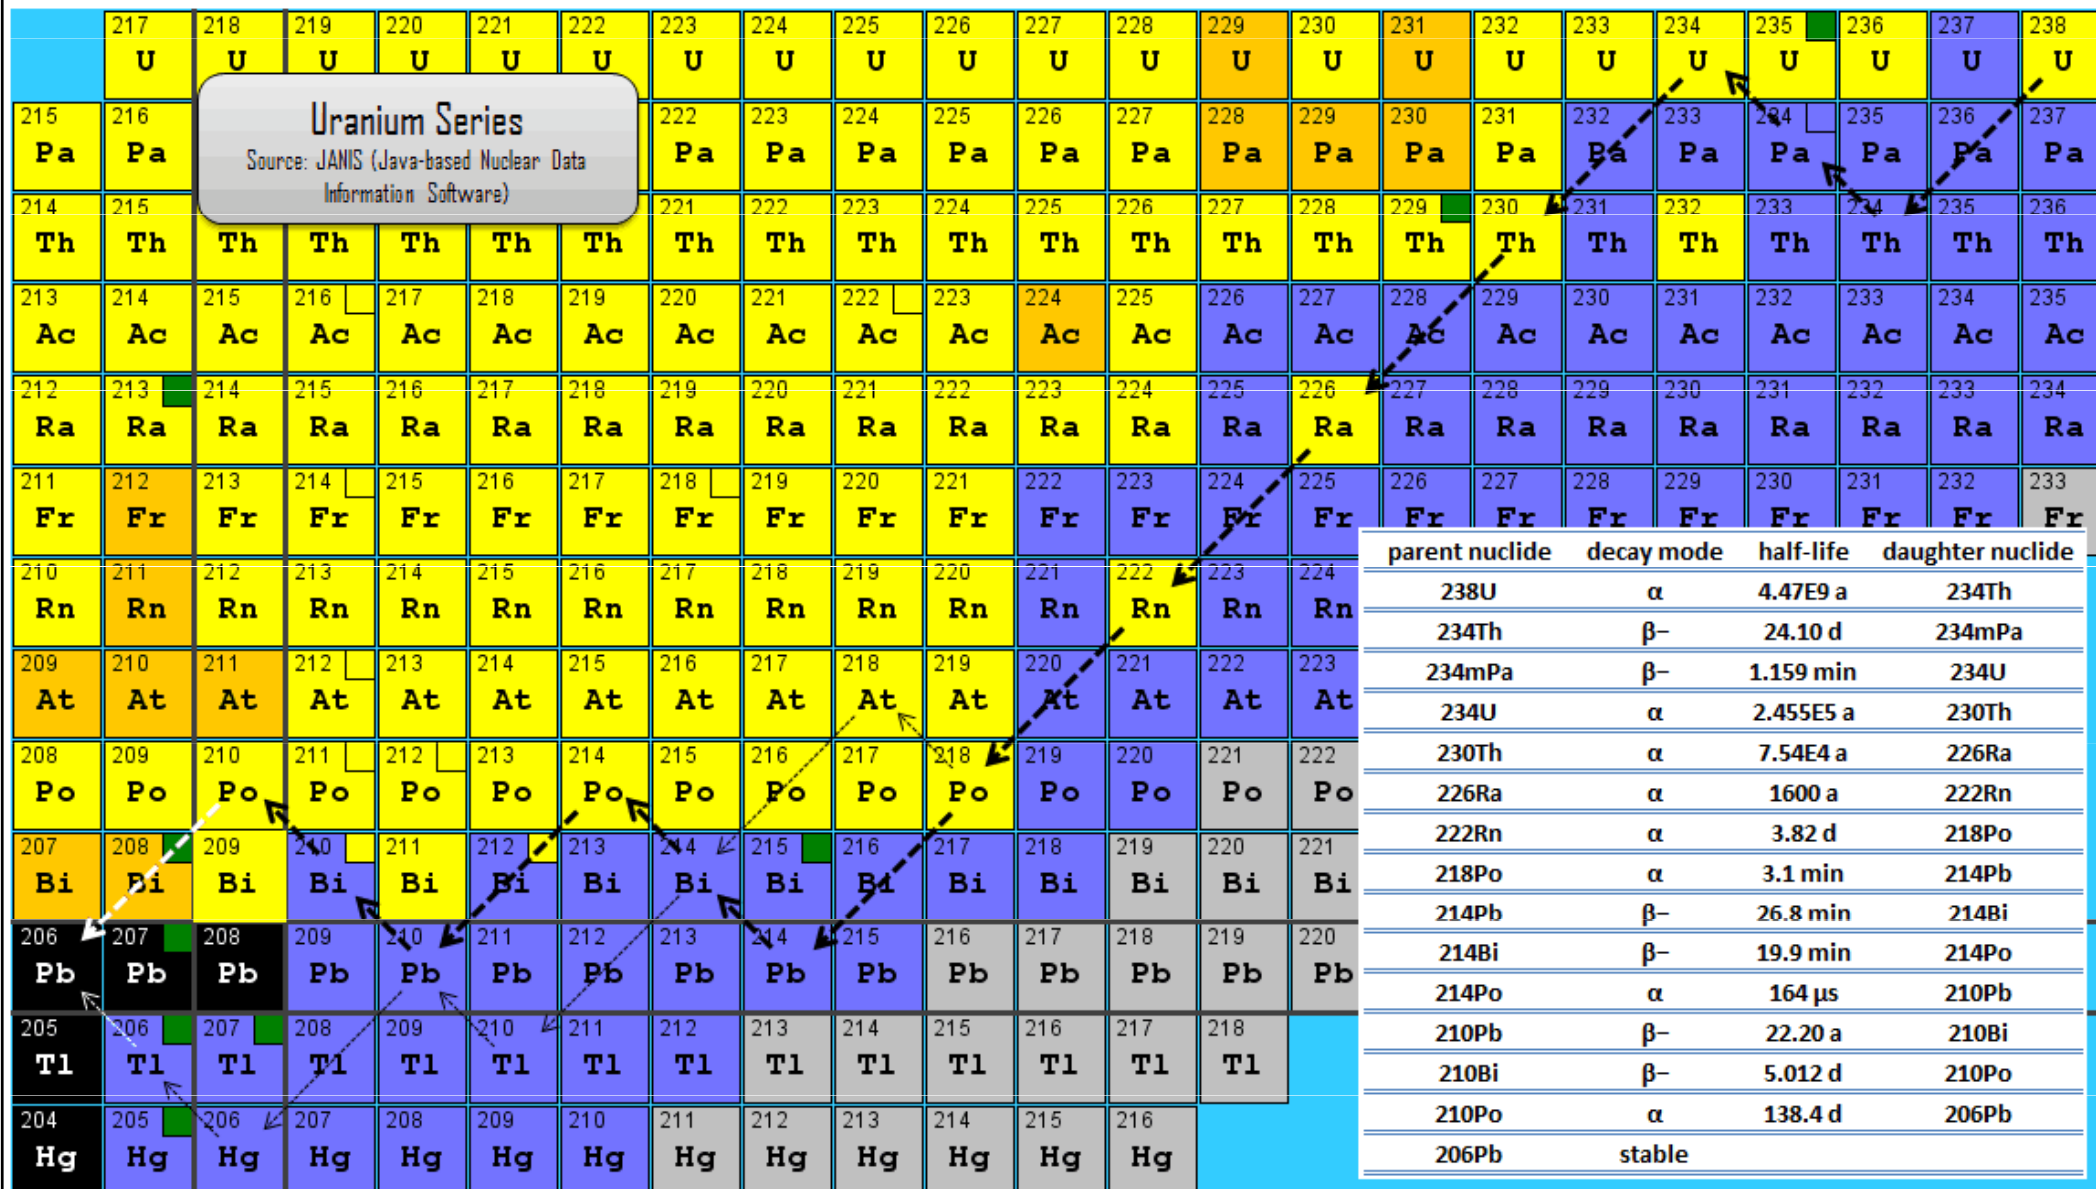 217 218 219 220 221 222 223 224 225 226 227 228 229 230 231 232 233 234 235 236 237 238
U U U U U U U U U U U U U U U U U U U U U U
Uranium Series
Source: JANIS (Java-based Nuclear Data
Information Software)
215 216 222 223 224 225 226 227 228 229 230 231 232 233 234 235 236 237
Pa Pa Pa Pa Pa Pa Pa Pa Pa Pa Pa Pa Pa Pa Pa Pa Pa Pa
214 215 221 222 223 224 225 226 227 228 229 230 231 232 233 234 235 236
Th Th Th Th Th Th Th Th Th Th Th Th Th Th Th Th Th Th Th Th Th Th Th
213 214 215 216 217 218 219 220 221 222 223 224 225 226 227 228 229 230 231 232 233 234 235
Ac Ac Ac Ac Ac Ac Ac Ac Ac Ac Ac Ac Ac Ac Ac Ac Ac Ac Ac Ac Ac Ac Ac
212 213 214 215 216 217 218 219 220 221 222 223 224 225 226 227 228 229 230 231 232 233 234
Ra Ra Ra Ra Ra Ra Ra Ra Ra Ra Ra Ra Ra Ra Ra Ra Ra Ra Ra Ra Ra Ra Ra
211 212 213 214 215 216 217 218 219 220 221 222 223 224 225 226 227 228 229 230 231 232 233
Fr Fr Fr Fr Fr Fr Fr Fr Fr Fr Fr Fr Fr Fr Fr Fr Fr Fr Fr Fr Fr Fr Fr
210 211 212 213 214 215 216 217 218 219 220 221 222 223 224
Rn Rn Rn Rn Rn Rn Rn Rn Rn Rn Rn Rn Rn Rn Rn
209 210 211 212 213 214 215 216 217 218 219 220 221 222 223
At At At At At At At At At At At At At At At
208 209 210 211 212 213 214 215 216 217 218 219 220 221 222
Po Po Po Po Po Po Po Po Po Po Po Po Po Po Po
207 208 209 210 211 212 213 214 215 216 217 218 219 220 221
Bi Bi Bi Bi Bi Bi Bi Bi Bi Bi Bi Bi Bi Bi Bi
206 207 208 209 210 211 212 213 214 215 216 217 218 219 220
Pb Pb Pb Pb Pb Pb Pb Pb Pb Pb Pb Pb Pb Pb Pb
205 206 207 208 209 210 211 212 213 214 215 216 217 218
Tl Tl Tl Tl Tl Tl Tl Tl Tl Tl Tl Tl Tl Tl
204 205 206 207 208 209 210 211 212 213 214 215 216
Hg Hg Hg Hg Hg Hg Hg Hg Hg Hg Hg Hg Hg
parent nuclide decay mode half-life daughter nuclide
238U α 4.47E9 a 234Th
234Th β− 24.10 d 234mPa
234mPa β− 1.159 min 234U
234U α 2.455E5 a 230Th
230Th α 7.54E4 a 226Ra
226Ra α 1600 a 222Rn
222Rn α 3.82 d 218Po
218Po α 3.1 min 214Pb
214Pb β− 26.8 min 214Bi
214Bi β− 19.9 min 214Po
214Po α 164 µs 210Pb
210Pb β− 22.20 a 210Bi
210Bi β− 5.012 d 210Po
210Po α 138.4 d 206Pb
206Pb stable